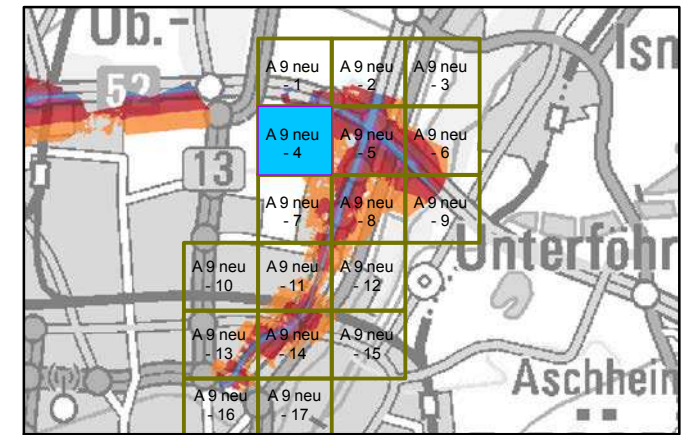 Ob.-
Isn
52
A 9 neu
- 1
A 9 neu
- 2
A 9 neu
- 3
A 9 neu
- 4
A 9 neu
- 5
A 9 neu
- 6
13
A 9 neu
- 7
A 9 neu
- 8
A 9 neu
- 9
Unterföhr
A 9 neu
- 10
A 9 neu
- 11
A 9 neu
- 12
A 9 neu
- 13
A 9 neu
- 14
A 9 neu
- 15
Aschhein
A 9 neu
- 16
A 9 neu
- 17